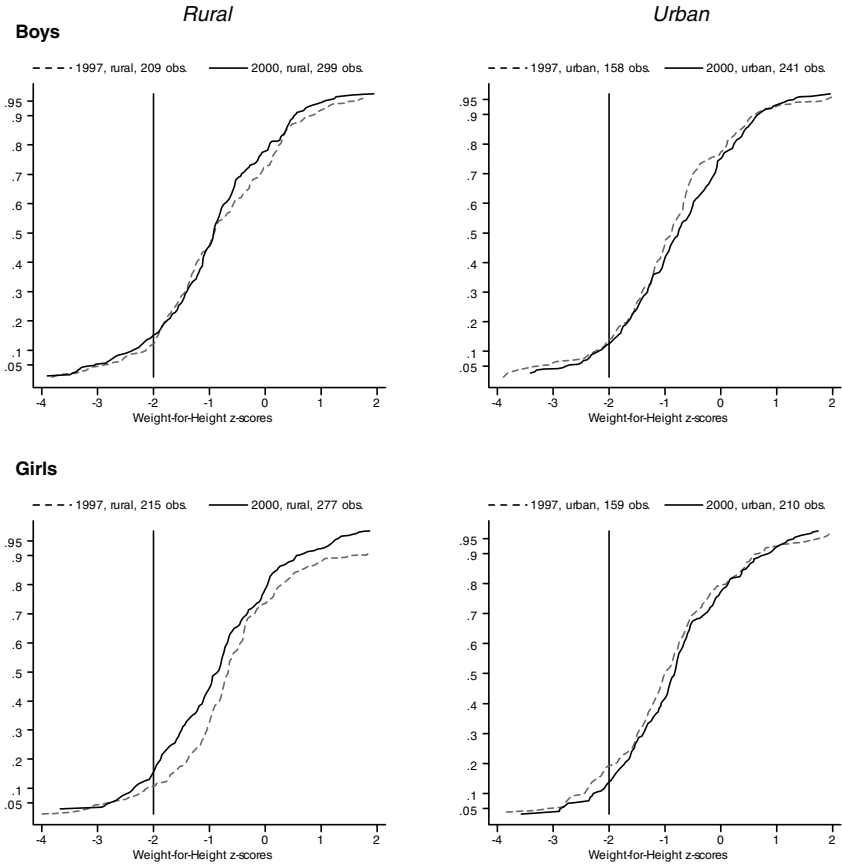 Rural Urban
Boys
1997, rural, 209 obs. 2000, rural, 299 obs.
1997, urban, 158 obs. 2000, urban, 241 obs.
.95 .95
.9 .9
.8 .8
.7 .7
.6 .6
.5 .5
.4 .4
.3 .3
.2 .2
.1 .1
.05 .05
-4 -3 -2 -1 0 1 2
-4 -3 -2 -1 0 1 2
Weight-for-Height z-scores
Weight-for-Height z-scores
Girls
1997, rural, 215 obs. 2000, rural, 277 obs.
1997, urban, 159 obs. 2000, urban, 210 obs.
.95 .95
.9 .9
.8 .8
.7 .7
.6 .6
.5 .5
.4 .4
.3 .3
.2 .2
.1 .1
.05 .05
-4 -3 -2 -1 0 1 2
-4 -3 -2 -1 0 1 2
Weight-for-Height z-scores
Weight-for-Height z-scores